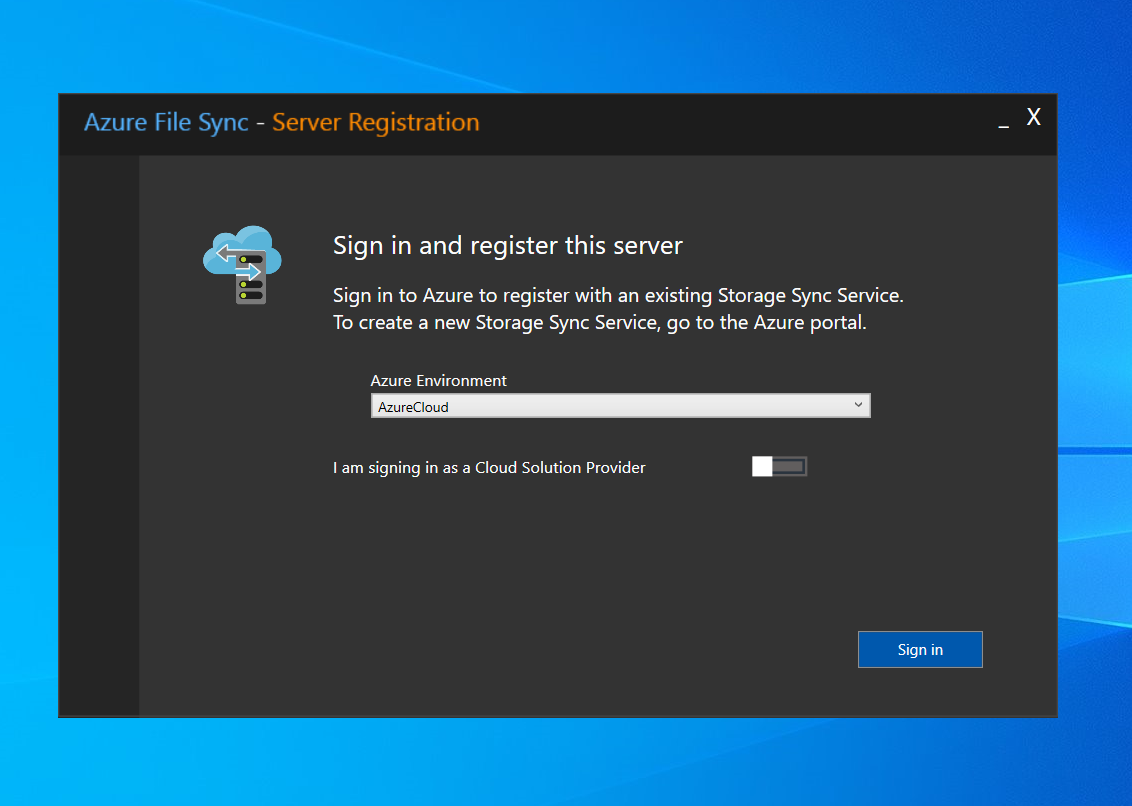 Azure File Sync - Server Registration
_ X
Sign in and register this server
Sign in to Azure to register with an existing Storage Sync Service.
To create a new Storage Sync Service, go to the Azure portal.
Azure Environment
AzureCloud
I am signing in as a Cloud Solution Provider
Sign in